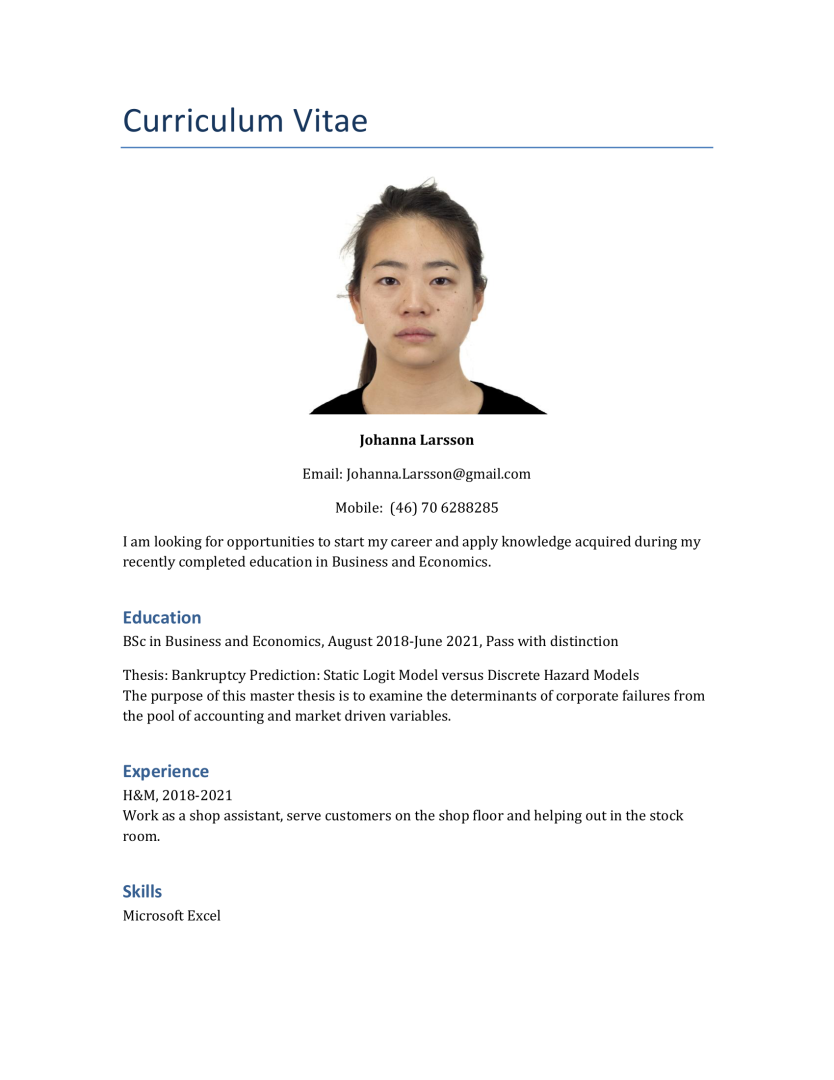 Curriculum Vitae
Johanna Larsson
Email: Johanna.Larsson@gmail.com
Mobile:  (46) 70 6288285
I am looking for opportunities to start my career and apply knowledge acquired during my
recently completed education in Business and Economics.
Education
BSc in Business and Economics, August 2018-June 2021, Pass with distinction
Thesis: Bankruptcy Prediction: Static Logit Model versus Discrete Hazard Models
The purpose of this master thesis is to examine the determinants of corporate failures from
the pool of accounting and market driven variables.
Experience
H&M, 2018-2021
Work as a shop assistant, serve customers on the shop floor and helping out in the stock
room.
Skills
Microsoft Excel